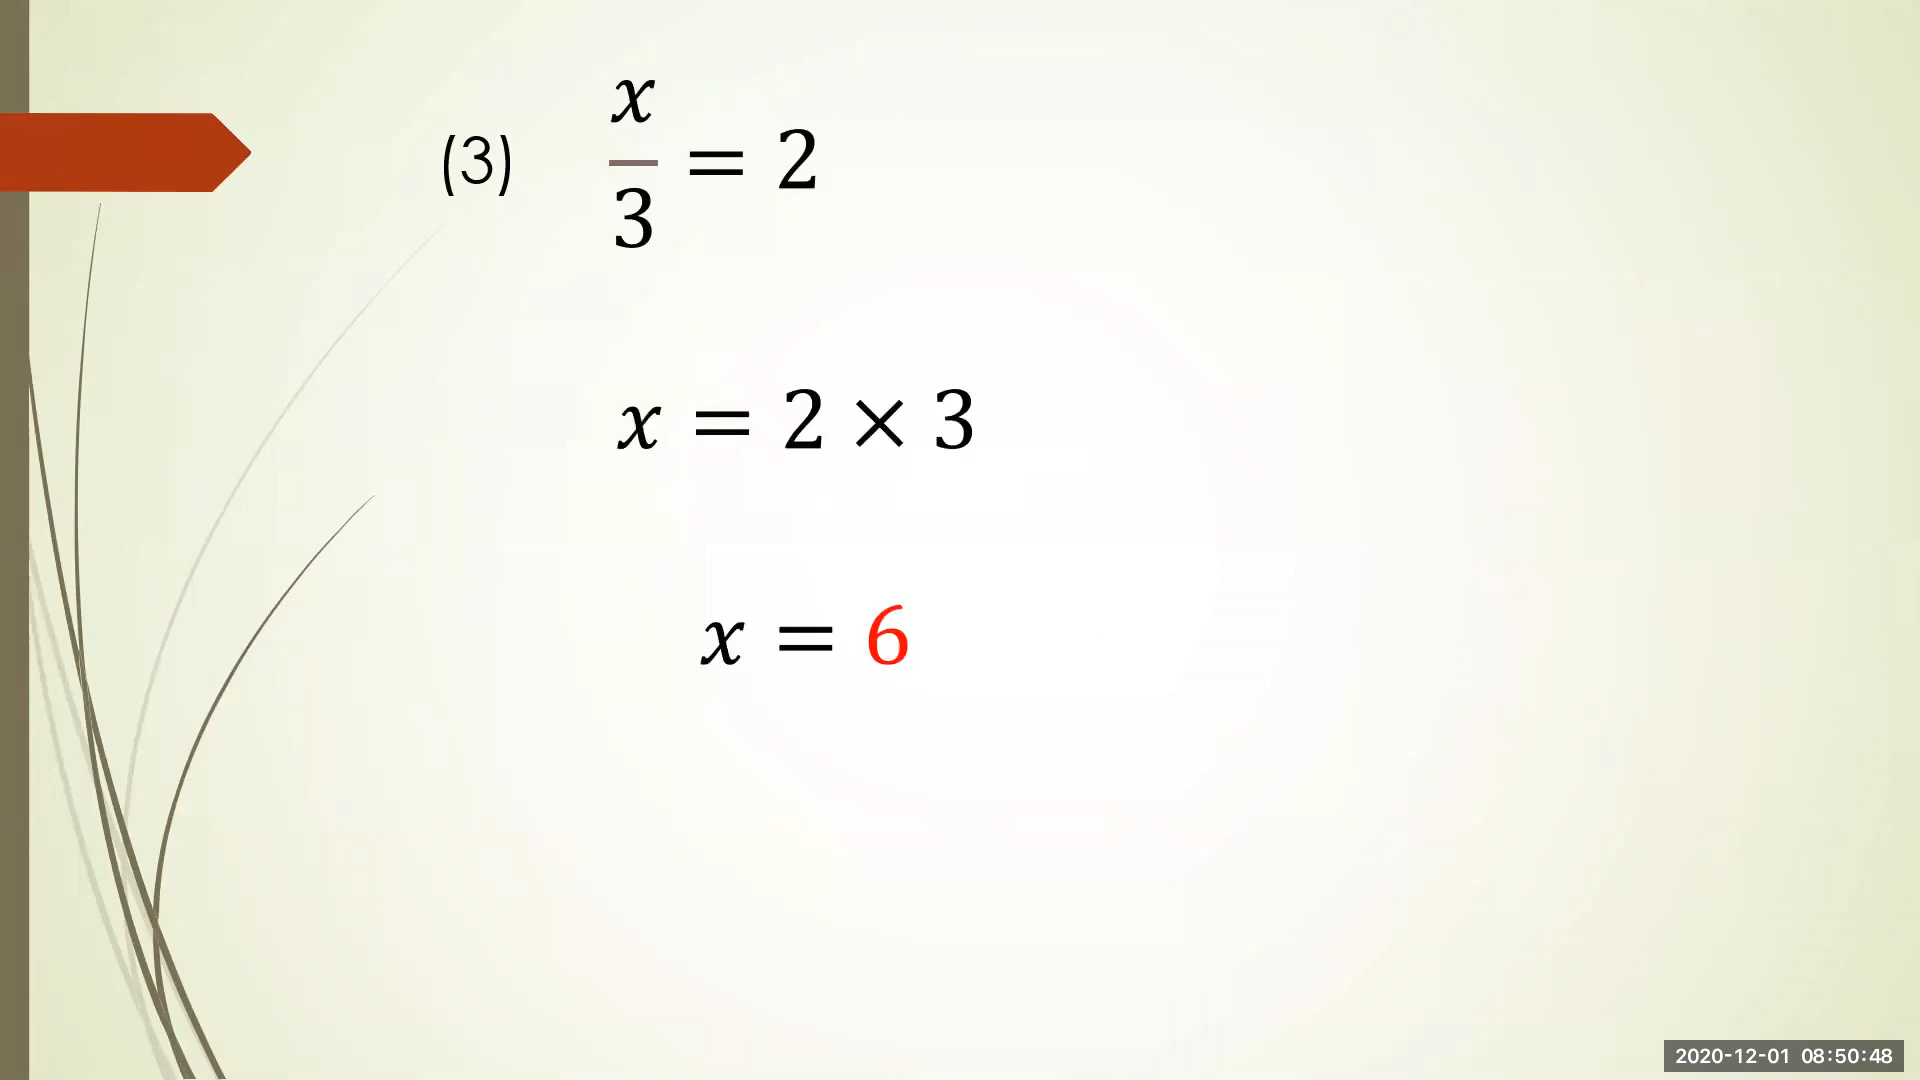 (3) x/3 = 2
x = 2 × 3
x = 6
2020-12-01 08:50:48